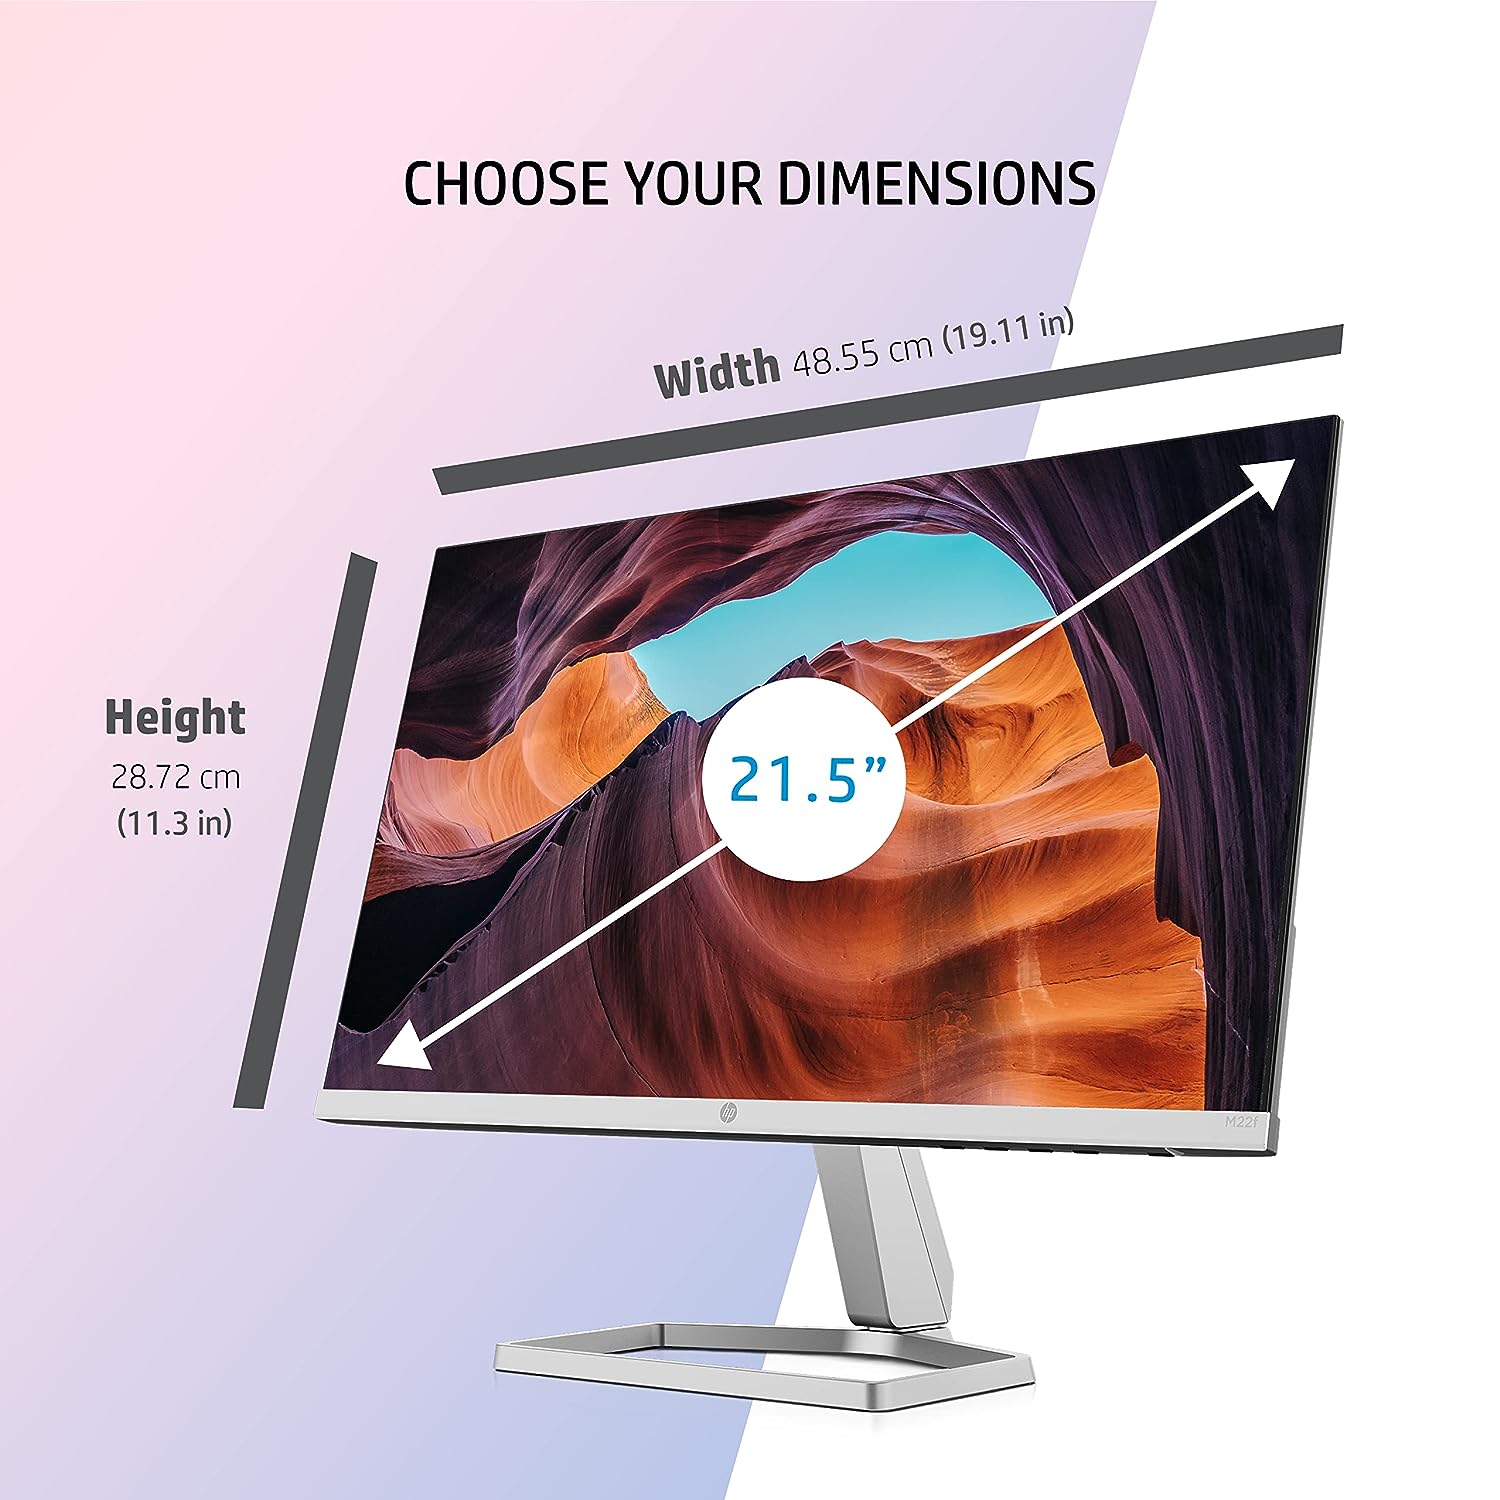 CHOOSE YOUR DIMENSIONS
Width 48.55 cm (19.11 in)
Height
28.72 cm
(11.3 in)
21.5”
hp
M22f